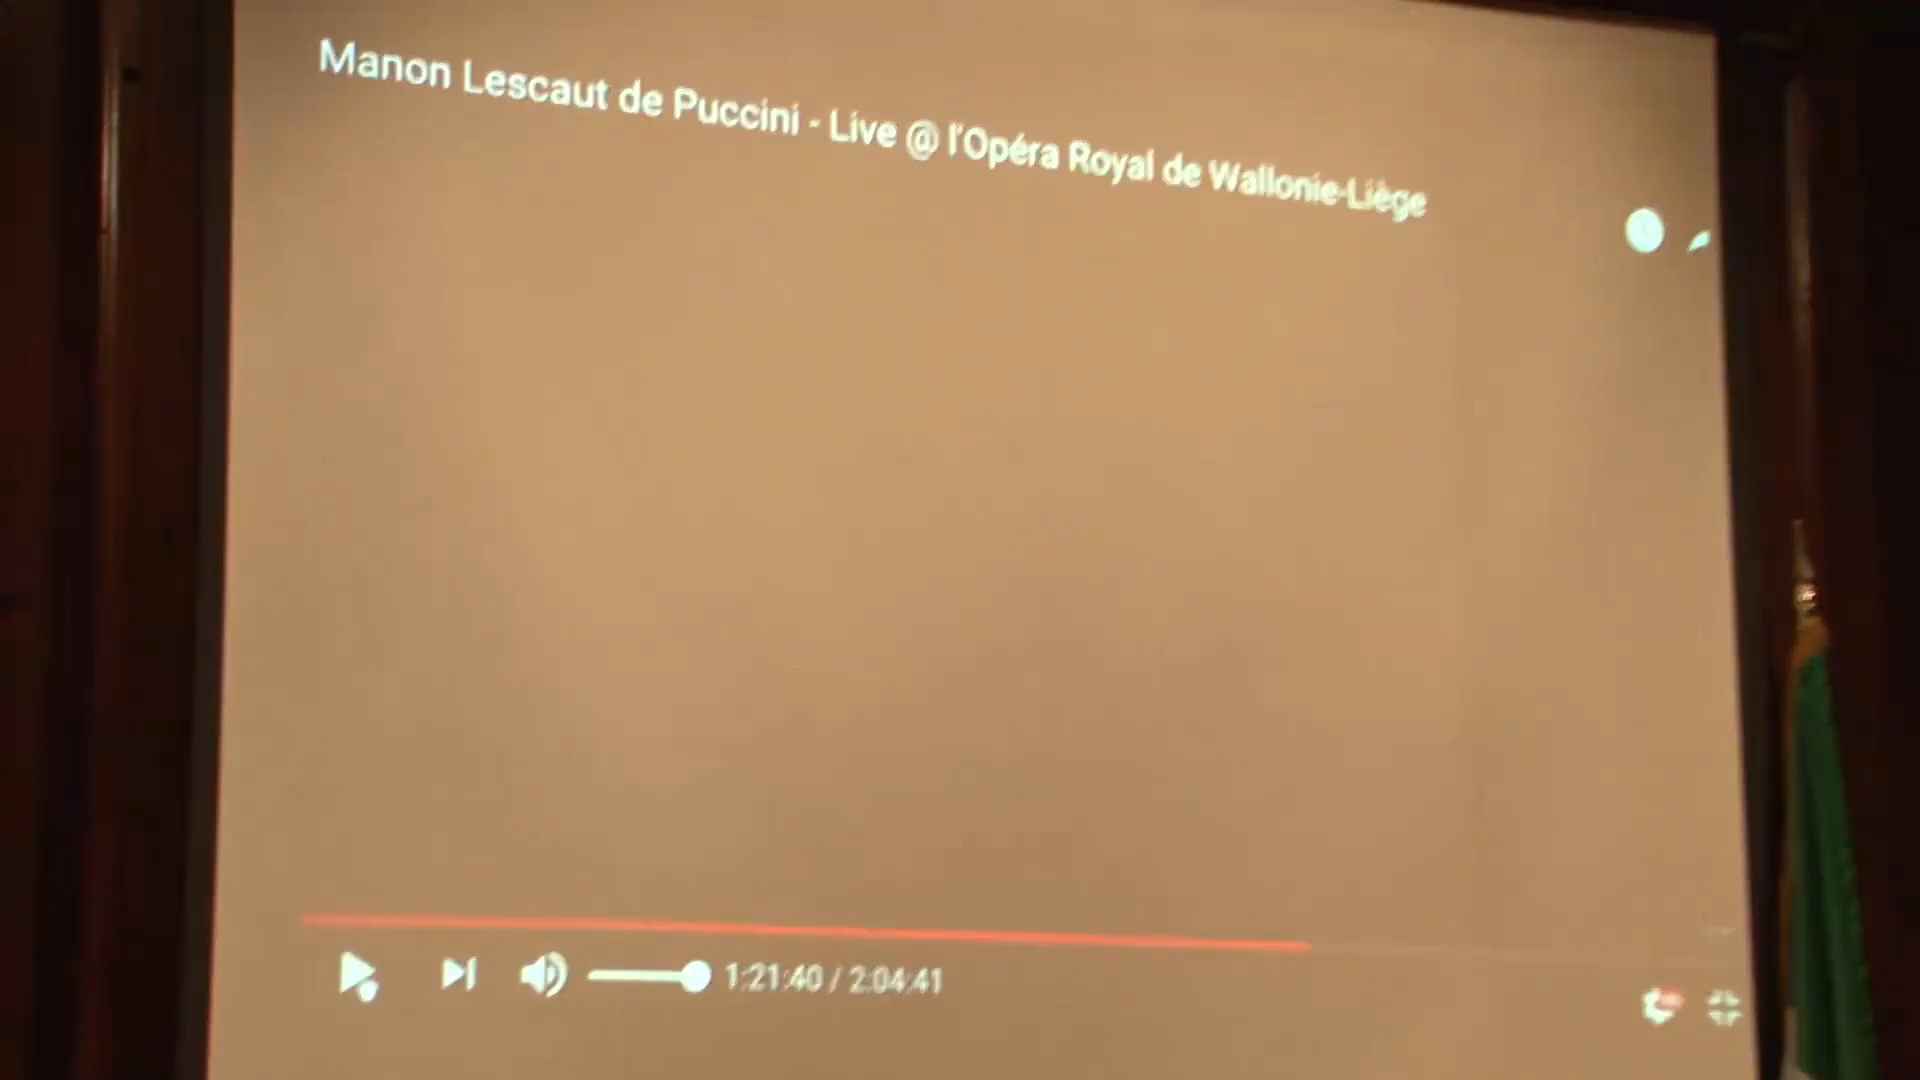 Manon Lescaut de Puccini - Live @ l'Opéra Royal de Wallonie-Liège
1:21:40 / 2:04:41